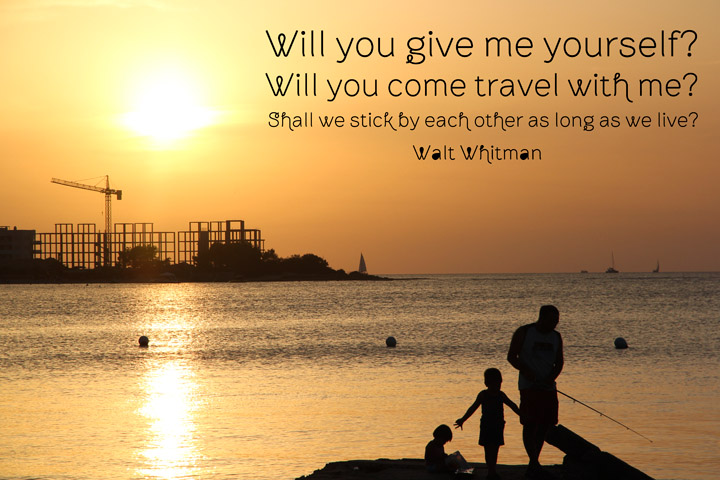 Will you give me yourself?
Will you come travel with me?
Shall we stick by each other as long as we live?
Walt Whitman